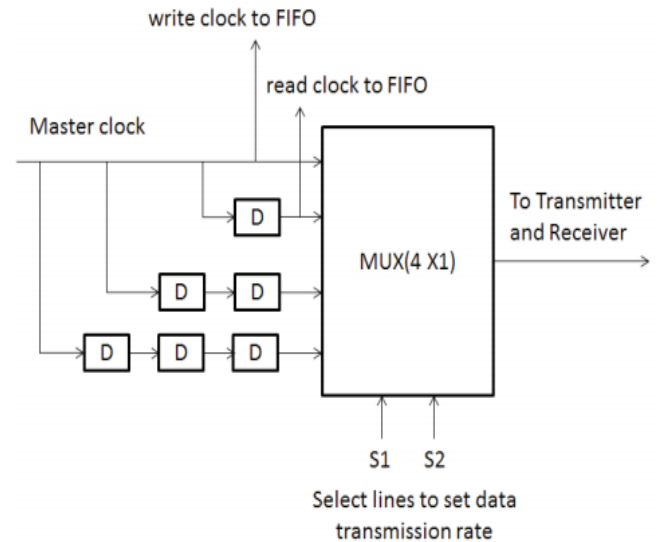 write clock to FIFO
read clock to FIFO
Master clock
D
To Transmitter
and Receiver
MUX(4 X1)
D
D
D
D
D
S1 S2
Select lines to set data
transmission rate